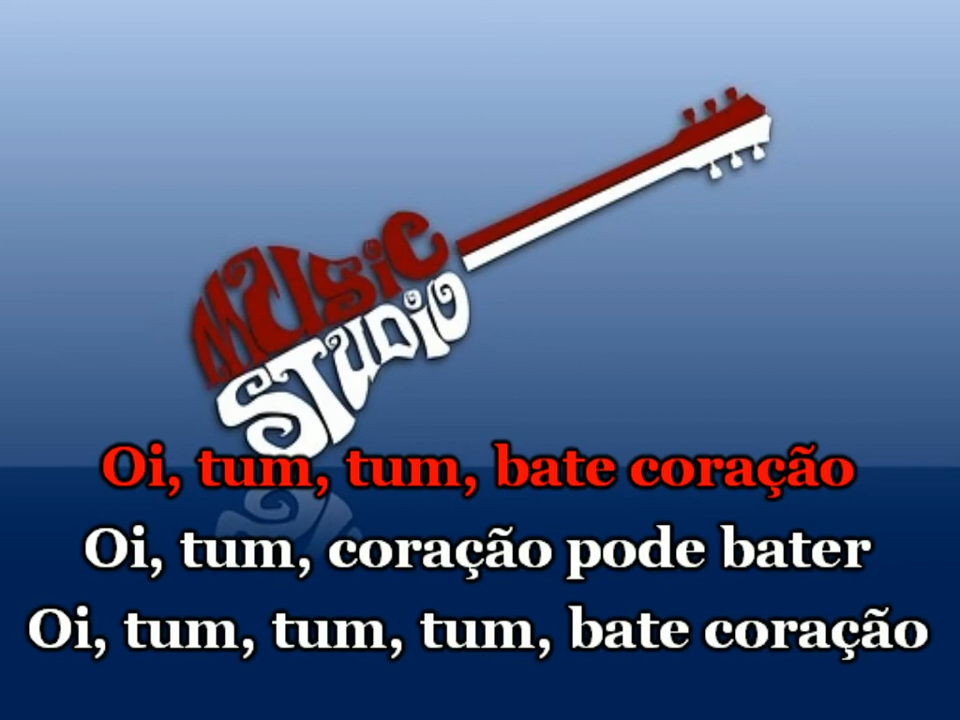 Music
Studio
Oi, tum, tum, bate coração
Oi, tum, coração pode bater
Oi, tum, tum, tum, bate coração